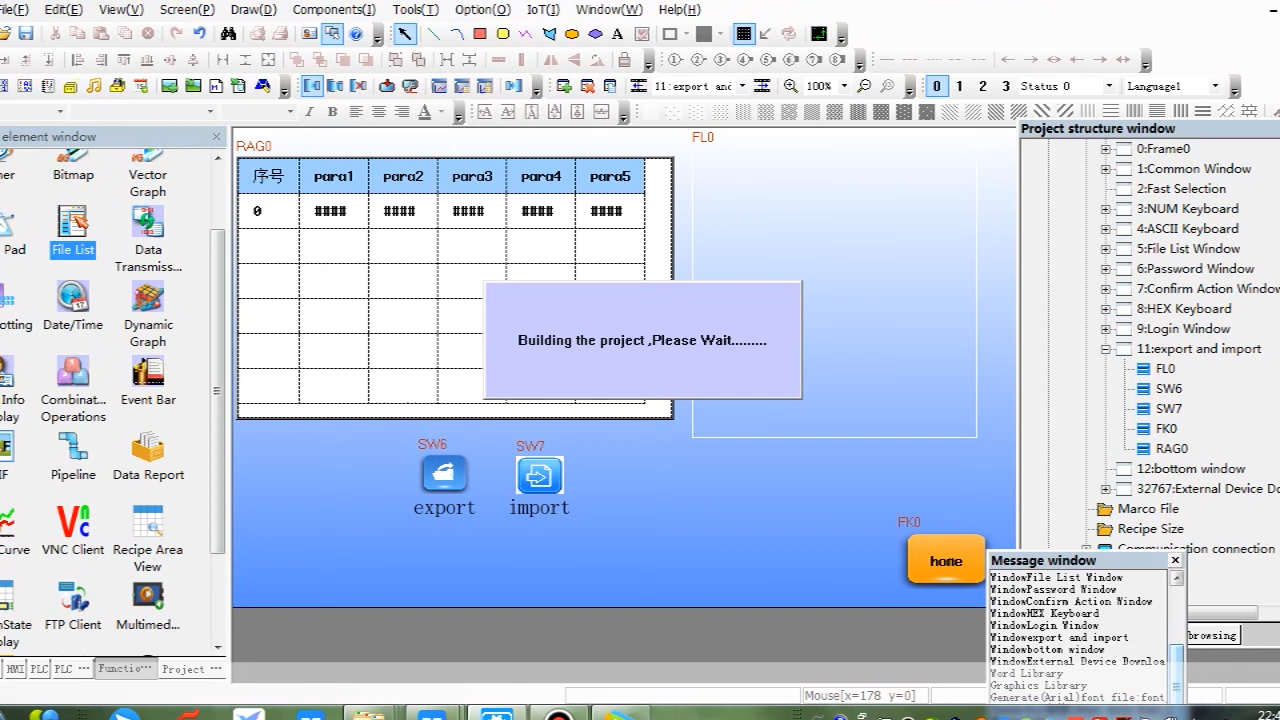 File(F) Edit(E) View(V) Screen(P) Draw(D) Components(I) Tools(T) Option(O) IoT(I) Window(W) Help(H)
11:export and 100% 0 1 2 3 Status 0 Language1
element window
Bitmap Vector Graph
Pad File List Data Transmiss...
Date/Time Dynamic Graph
Info Combinat... Operations Event Bar
Pipeline Data Report
Curve VNC Client Recipe Area View
FTP Client Multimed...
HMI PLC PLC Functio Project
RAG0
序号 para1 para2 para3 para4 para5
0 #### #### #### #### ####
FL0
Building the project ,Please Wait.........
SW6 SW7
export import
FK0
home
Project structure window
0:Frame0
1:Common Window
2:Fast Selection
3:NUM Keyboard
4:ASCII Keyboard
5:File List Window
6:Password Window
7:Confirm Action Window
8:HEX Keyboard
9:Login Window
11:export and import
FL0
SW6
SW7
FK0
RAG0
12:bottom window
32767:External Device Do
Marco File
Recipe Size
Communication connection
Message window
WindowFile List Window
WindowPassword Window
WindowConfirm Action Window
WindowHEX Keyboard
WindowLogin Window
Windowexport and import
Windowbottom window
WindowExternal Device Downloa
Word Library
Graphics Library
Generate(Arial)font file:font
browsing
Mouse[x=178 y=0]